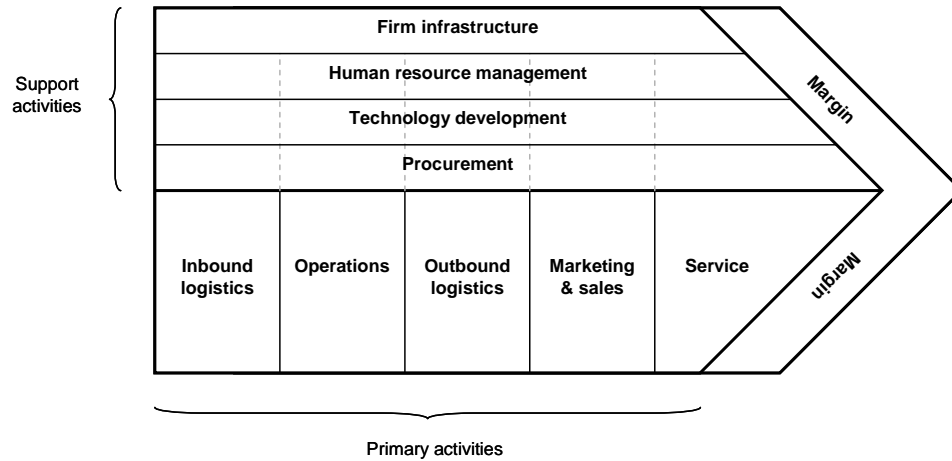 Firm infrastructure
Human resource management
Support
activities
Technology development
Procurement
Margin
Inbound
logistics
Operations
Outbound
logistics
Marketing
& sales
Service
Margin
Primary activities